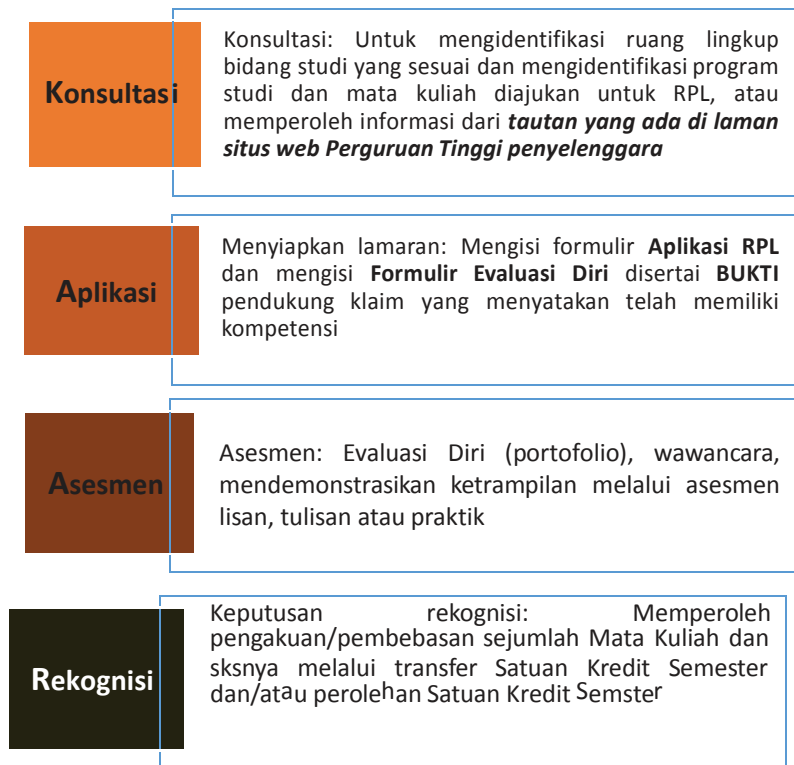 Konsultasi
Konsultasi: Untuk mengidentifikasi ruang lingkup
bidang studi yang sesuai dan mengidentifikasi program
studi dan mata kuliah diajukan untuk RPL, atau
memperoleh informasi dari tautan yang ada di laman
situs web Perguruan Tinggi penyelenggara
Aplikasi
Menyiapkan lamaran: Mengisi formulir Aplikasi RPL
dan mengisi Formulir Evaluasi Diri disertai BUKTI
pendukung klaim yang menyatakan telah memiliki
kompetensi
Asesmen
Asesmen: Evaluasi Diri (portofolio), wawancara,
mendemonstrasikan ketrampilan melalui asesmen
lisan, tulisan atau praktik
Rekognisi
Keputusan rekognisi: Memperoleh
pengakuan/pembebasan sejumlah Mata Kuliah dan
sksnya melalui transfer Satuan Kredit Semester
dan/atau perolehan Satuan Kredit Semster